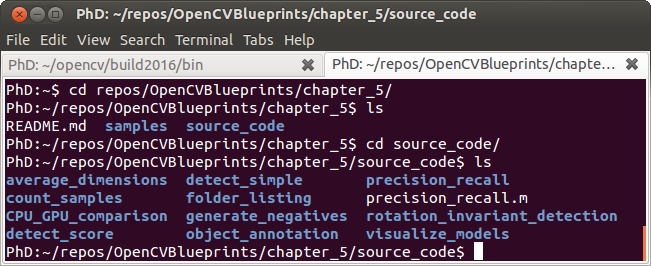 PhD: ~/repos/OpenCVBlueprints/chapter_5/source_code
File Edit View Search Terminal Tabs Help
PhD: ~/opencv/build2016/bin PhD: ~/repos/OpenCVBlueprints/chapte...
PhD:~$ cd repos/OpenCVBlueprints/chapter_5/
PhD:~/repos/OpenCVBlueprints/chapter_5$ ls
README.md samples source_code
PhD:~/repos/OpenCVBlueprints/chapter_5$ cd source_code/
PhD:~/repos/OpenCVBlueprints/chapter_5/source_code$ ls
average_dimensions detect_simple precision_recall
count_samples folder_listing precision_recall.m
CPU_GPU_comparison generate_negatives rotation_invariant_detection
detect_score object_annotation visualize_models
PhD:~/repos/OpenCVBlueprints/chapter_5/source_code$